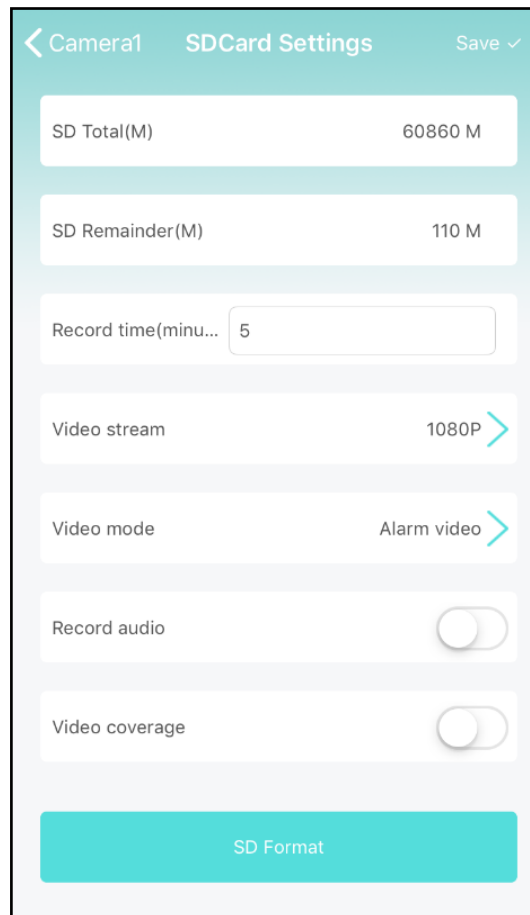 Camera1 SDCard Settings Save
SD Total(M) 60860 M
SD Remainder(M) 110 M
Record time(minu... 5
Video stream 1080P
Video mode Alarm video
Record audio
Video coverage
SD Format